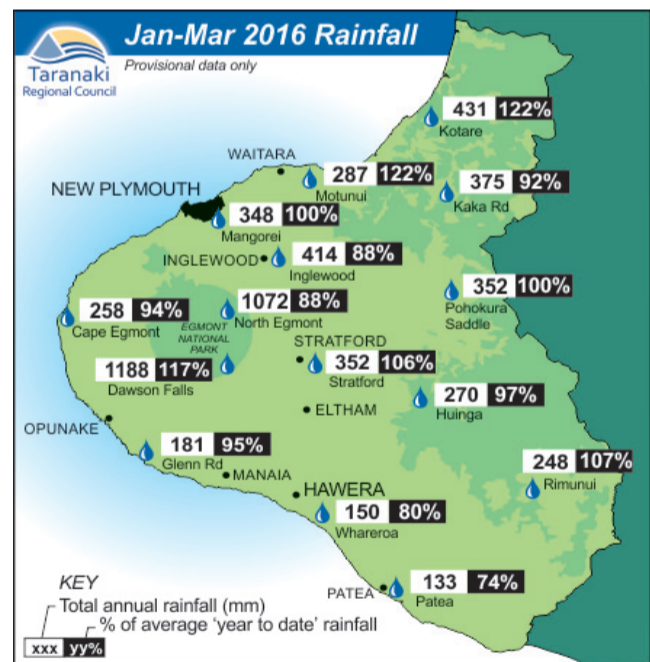 Jan-Mar 2016 Rainfall
Provisional data only
Taranaki
Regional Council
431 122%
Kotare
WAITARA
287 122%
Motunui
375 92%
Kaka Rd
NEW PLYMOUTH
348 100%
Mangorei
INGLEWOOD
414 88%
Inglewood
352 100%
Pohokura
Saddle
258 94%
Cape Egmont
1072 88%
North Egmont
EGMONT
NATIONAL
PARK
STRATFORD
1188 117%
Dawson Falls
352 106%
Stratford
270 97%
Huinga
ELTHAM
OPUNAKE
181 95%
Glenn Rd
MANAIA
248 107%
Rimunui
HAWERA
150 80%
Whareroa
PATEA
133 74%
Patea
KEY
Total annual rainfall (mm)
% of average 'year to date' rainfall
xxx yy%